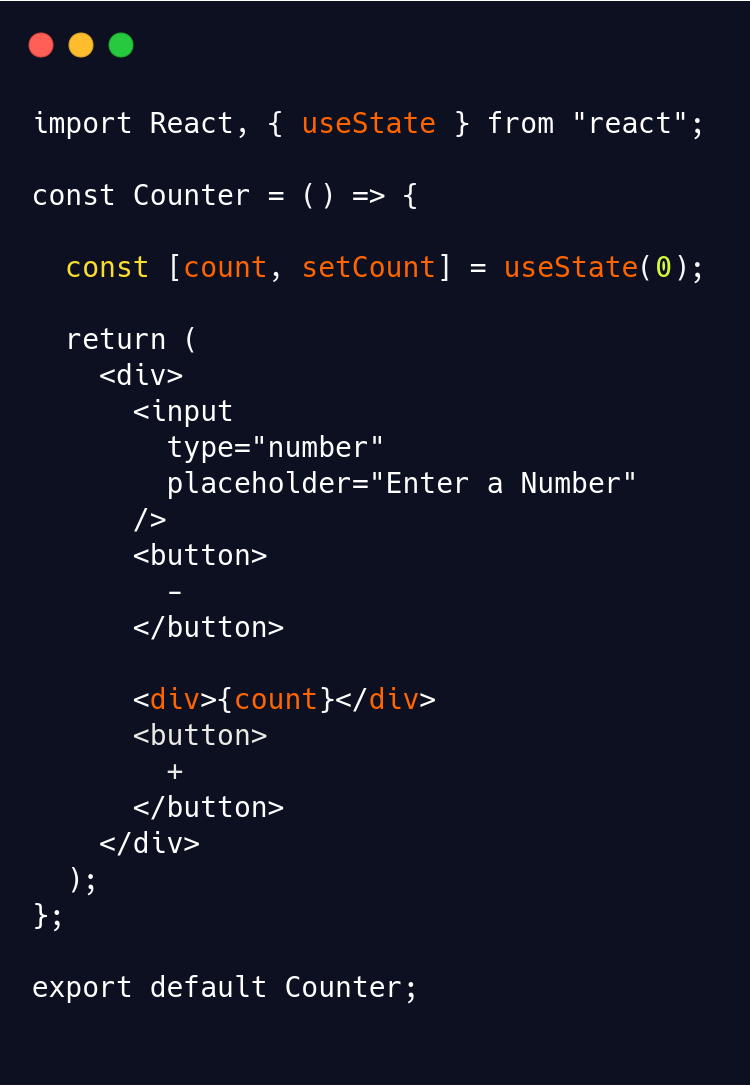 import React, { useState } from "react";
const Counter = () => {
  const [count, setCount] = useState(0);
  return (
    <div>
      <input
        type="number"
        placeholder="Enter a Number"
      />
      <button>
        -
      </button>
      <div>{count}</div>
      <button>
        +
      </button>
    </div>
  );
};
export default Counter;